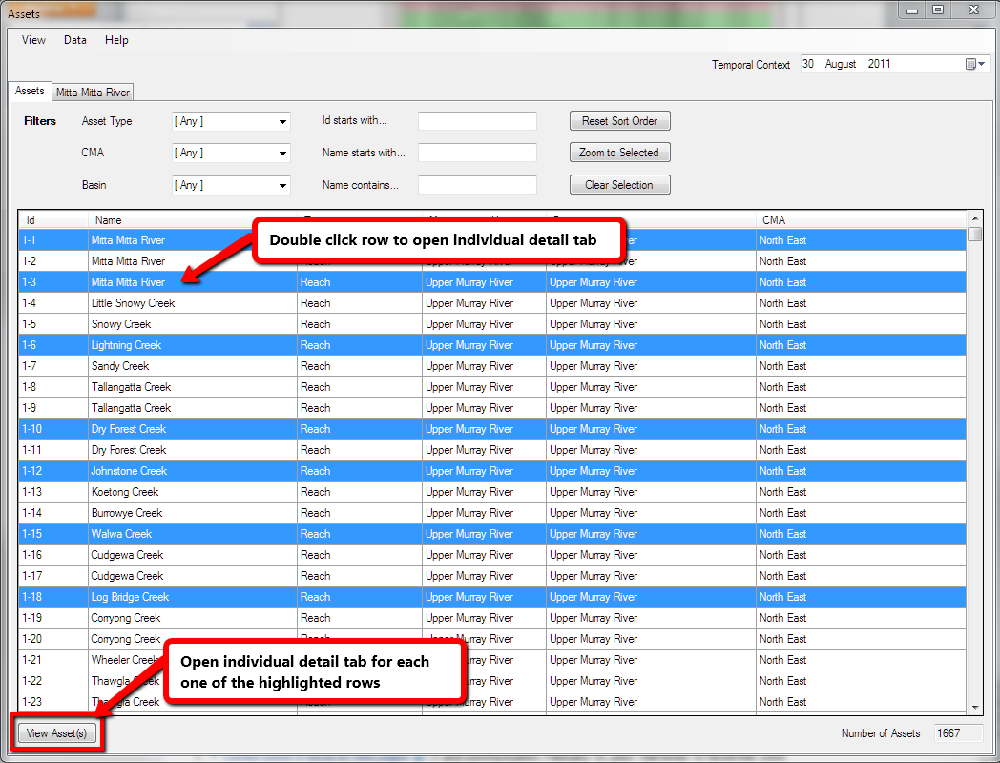 Assets
View Data Help
Temporal Context 30 August 2011
Assets Mitta Mitta River
Filters Asset Type [ Any ] Id starts with... Reset Sort Order
CMA [ Any ] Name starts with... Zoom to Selected
Basin [ Any ] Name contains... Clear Selection
Id Name CMA
1-1 Mitta Mitta River North East
Double click row to open individual detail tab
1-2 Mitta Mitta River Reach Upper Murray River Upper Murray River North East
1-3 Mitta Mitta River Reach Upper Murray River Upper Murray River North East
1-4 Little Snowy Creek Reach Upper Murray River Upper Murray River North East
1-5 Snowy Creek Reach Upper Murray River Upper Murray River North East
1-6 Lightning Creek Reach Upper Murray River Upper Murray River North East
1-7 Sandy Creek Reach Upper Murray River Upper Murray River North East
1-8 Tallangatta Creek Reach Upper Murray River Upper Murray River North East
1-9 Tallangatta Creek Reach Upper Murray River Upper Murray River North East
1-10 Dry Forest Creek Reach Upper Murray River Upper Murray River North East
1-11 Dry Forest Creek Reach Upper Murray River Upper Murray River North East
1-12 Johnstone Creek Reach Upper Murray River Upper Murray River North East
1-13 Koetong Creek Reach Upper Murray River Upper Murray River North East
1-14 Burrowye Creek Reach Upper Murray River Upper Murray River North East
1-15 Walwa Creek Reach Upper Murray River Upper Murray River North East
1-16 Cudgewa Creek Reach Upper Murray River Upper Murray River North East
1-17 Cudgewa Creek Reach Upper Murray River Upper Murray River North East
1-18 Log Bridge Creek Reach Upper Murray River Upper Murray River North East
1-19 Corryong Creek Reach Upper Murray River Upper Murray River North East
1-20 Corryong Creek Reach Murray River Upper Murray River North East
1-21 Wheeler Creek Murray River Upper Murray River North East
Open individual detail tab for each
one of the highlighted rows
1-22 Thawgla Creek Murray River Upper Murray River North East
1-23 Thawgla Creek Murray River Upper Murray River North East
View Asset(s) Number of Assets 1667